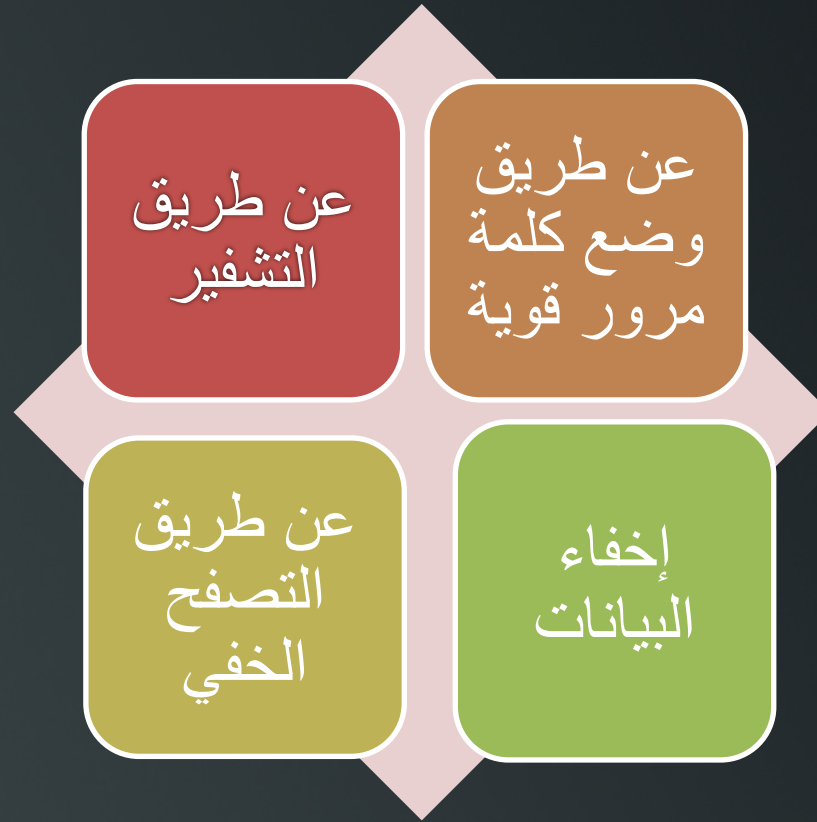 عن طريق
وضع كلمة
مرور قوية
عن طريق
التشفير
إخفاء
البيانات
عن طريق
التصفح
الخفي